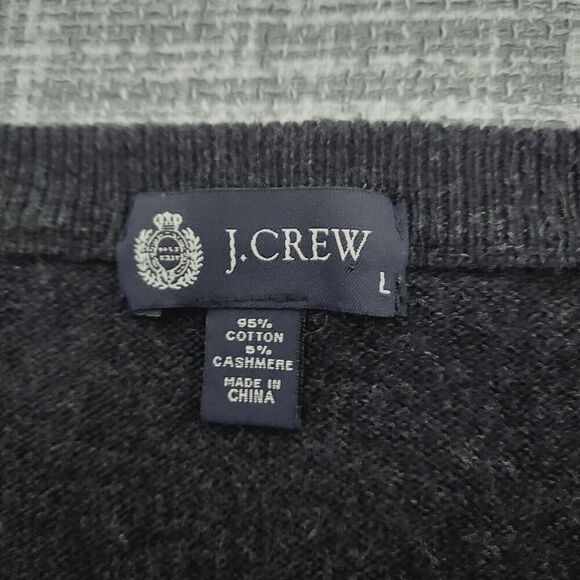 J.CREW
L
95%
COTTON
5%
CASHMERE
MADE IN
CHINA